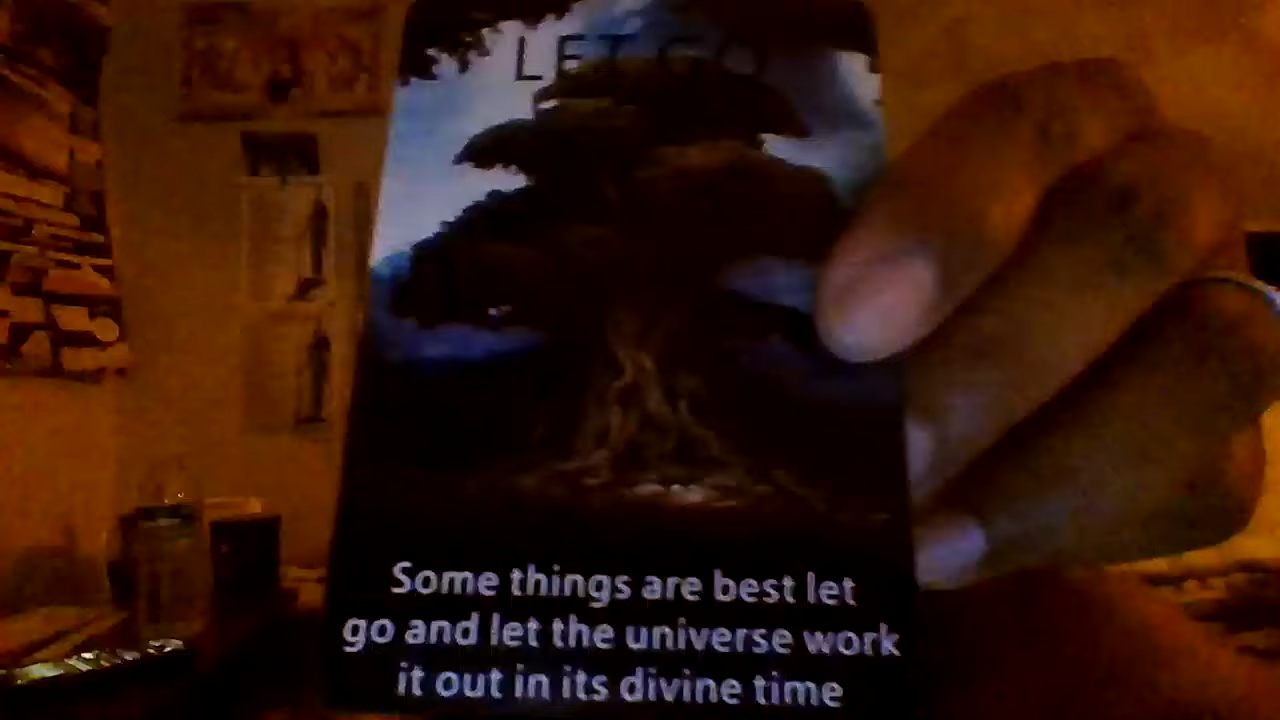 LET GO
Some things are best let
go and let the universe work
it out in its divine time